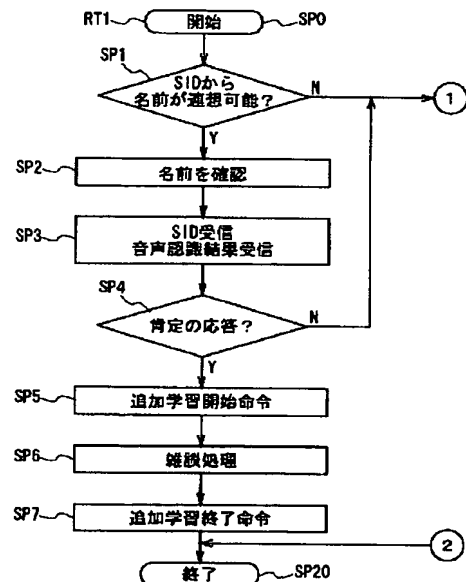 RT1 開始 SP0
SP1
SIDから
名前が連想可能?
N
1
Y
SP2 名前を確認
SP3
SID受信
音声認識結果受信
SP4
肯定の応答?
N
Y
SP5 追加学習開始命令
SP6 雑談処理
SP7 追加学習終了命令
2
終了 SP20